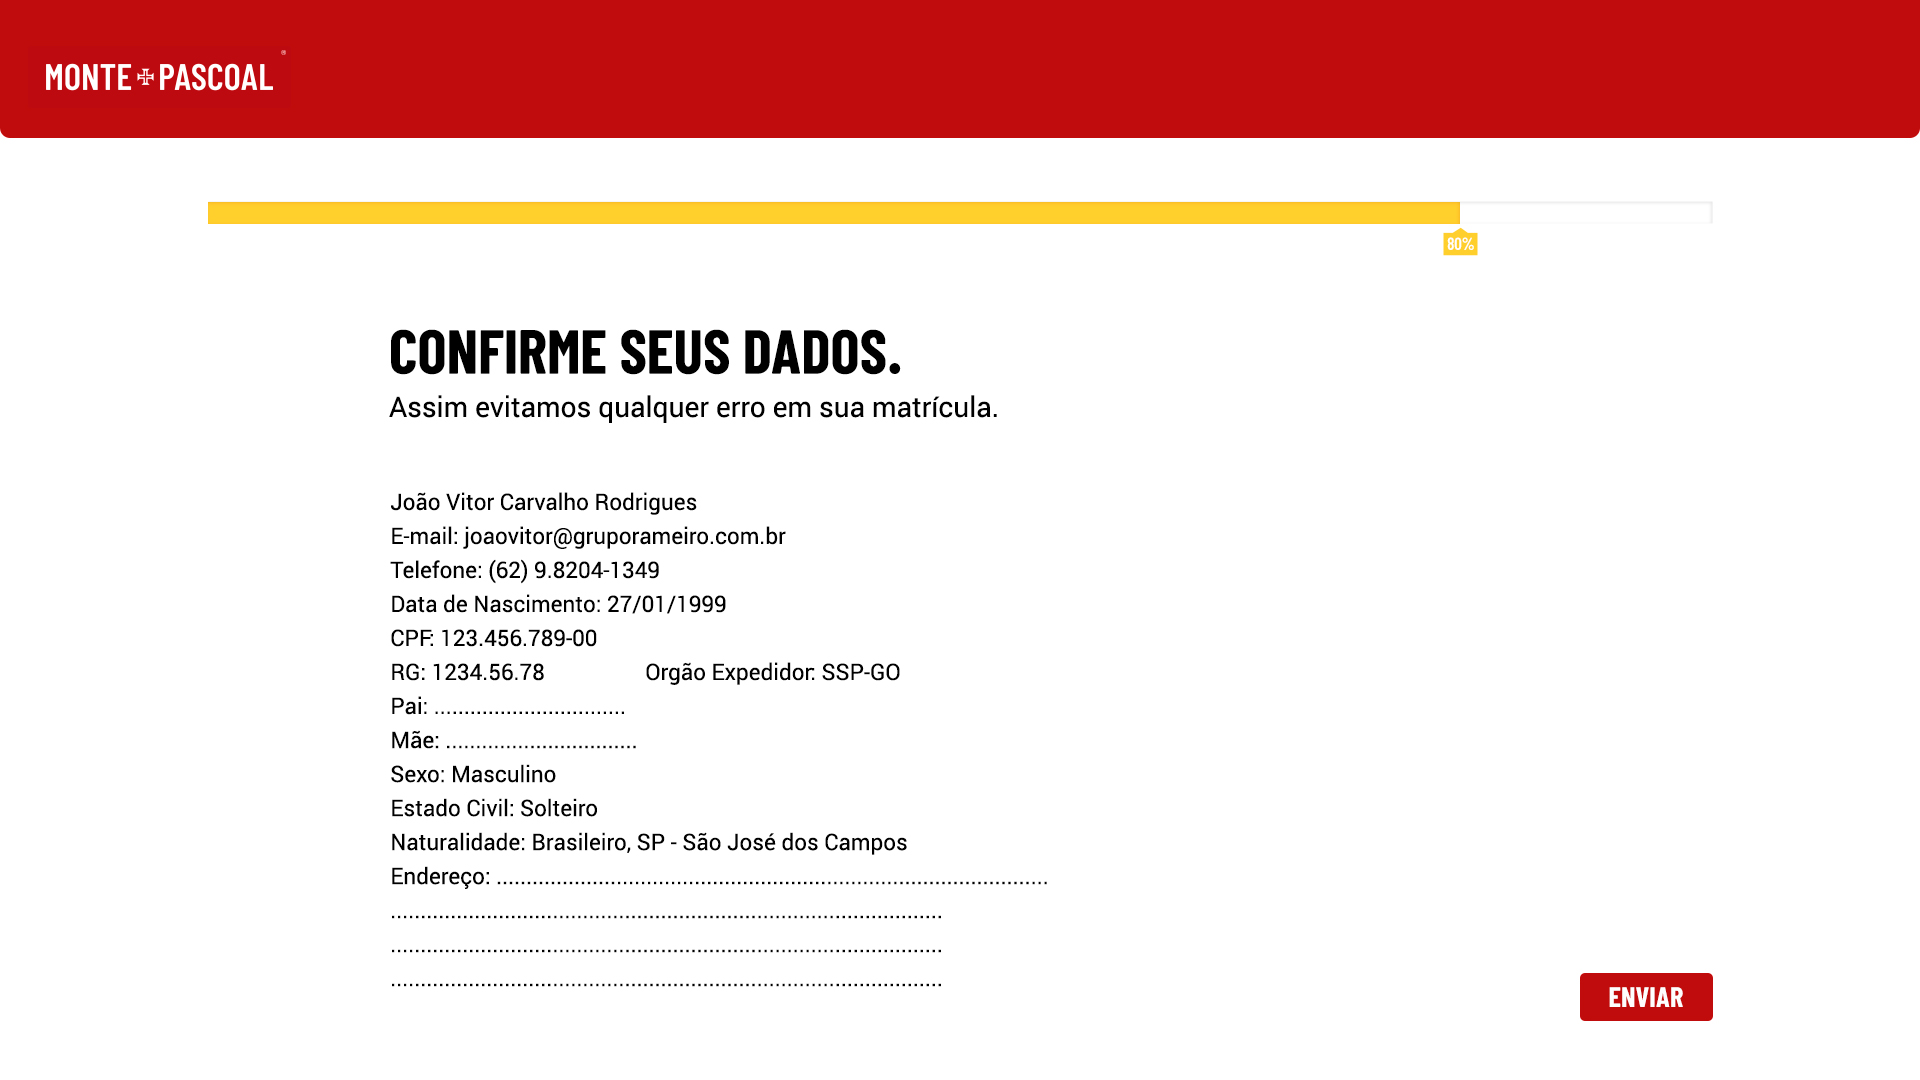 MONTE PASCOAL
80%
CONFIRME SEUS DADOS.
Assim evitamos qualquer erro em sua matrícula.
João Vitor Carvalho Rodrigues
E-mail: joaovitor@gruporameiro.com.br
Telefone: (62) 9.8204-1349
Data de Nascimento: 27/01/1999
CPF: 123.456.789-00
RG: 1234.56.78 Orgão Expedidor: SSP-GO
Pai: ................................
Mãe: ................................
Sexo: Masculino
Estado Civil: Solteiro
Naturalidade: Brasileiro, SP - São José dos Campos
Endereço: ............................................................................................
............................................................................................
............................................................................................
............................................................................................
ENVIAR